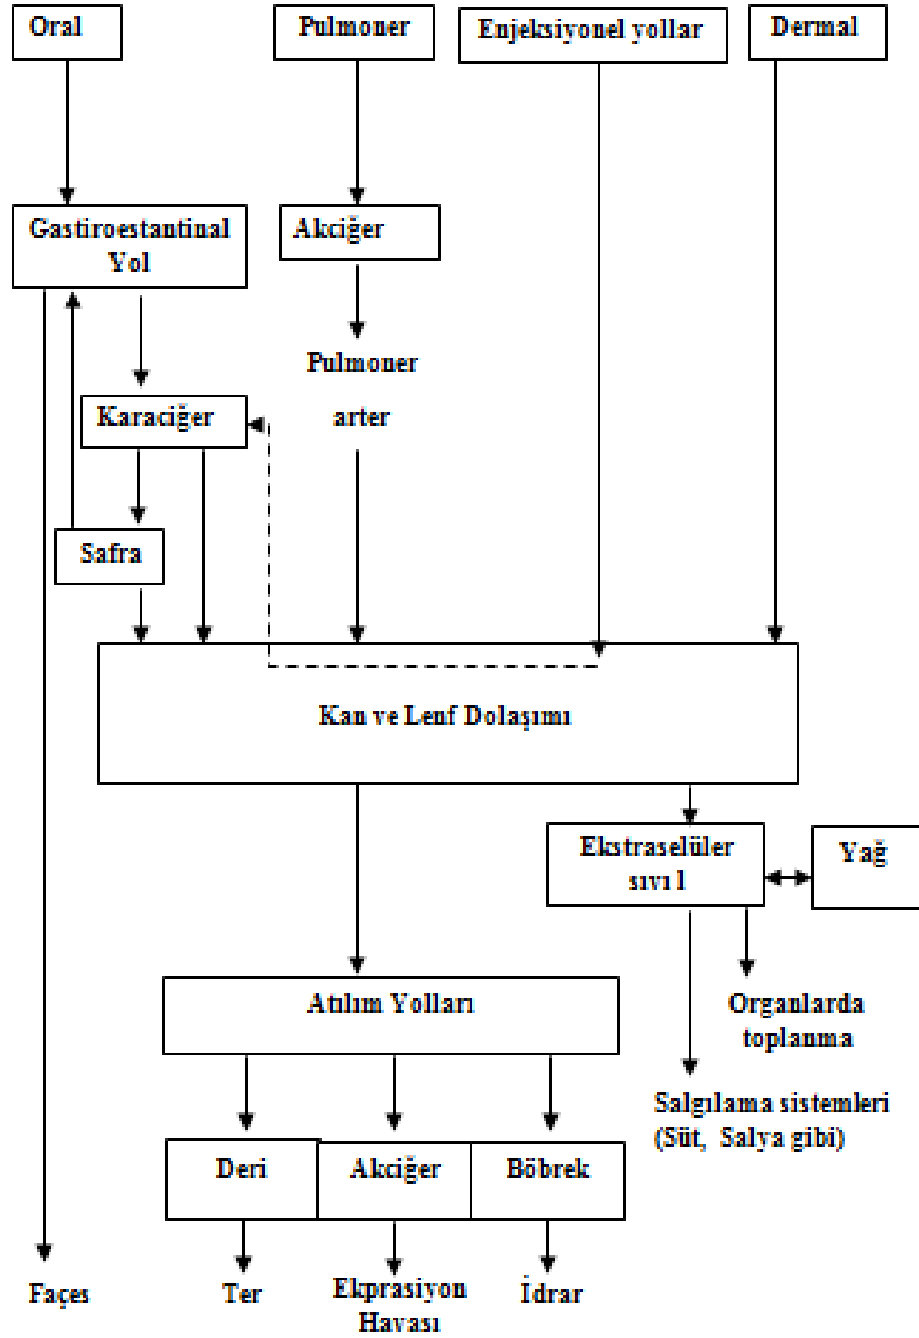 Oral
Pulmoner
Enjeksiyonel yollar
Dermal
Gastiroestantinal
Yol
Akciğer
Pulmoner
arter
Karaciğer
Safra
Kan ve Lenf Dolaşımı
Ekstraselüler
sıvı 1
Yağ
Atılım Yolları
Organlarda
toplanma
Salgılama sistemleri
(Süt, Salya gibi)
Deri
Akciğer
Böbrek
Façes
Ter
Ekprasiyon
Havası
İdrar